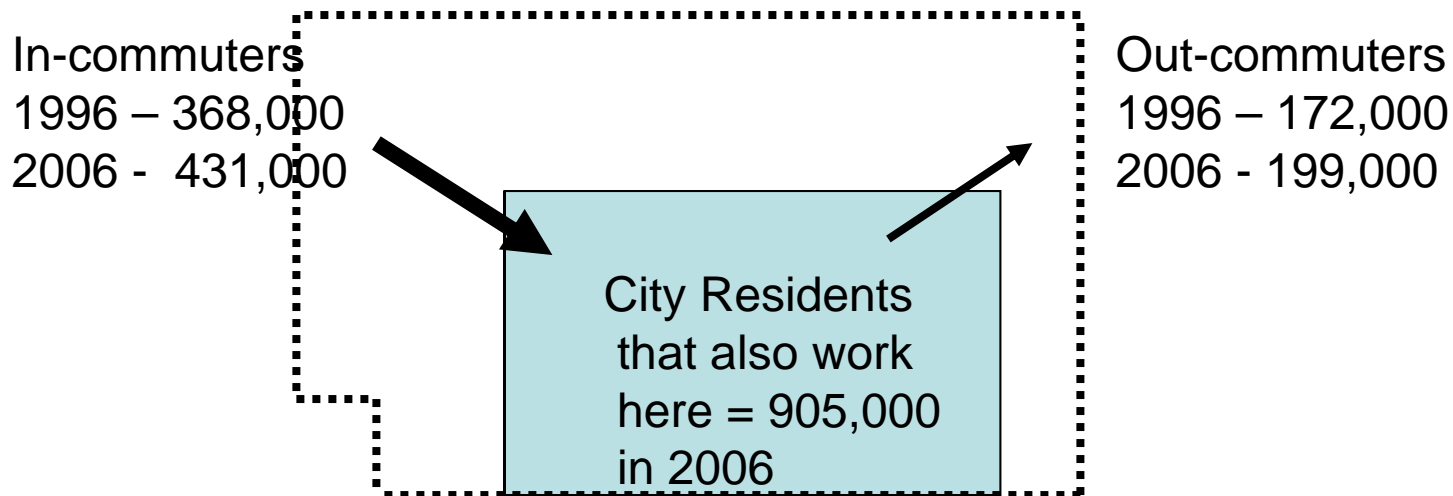 In-commuters
1996 – 368,000
2006 - 431,000
Out-commuters
1996 – 172,000
2006 - 199,000
City Residents
that also work
here = 905,000
in 2006